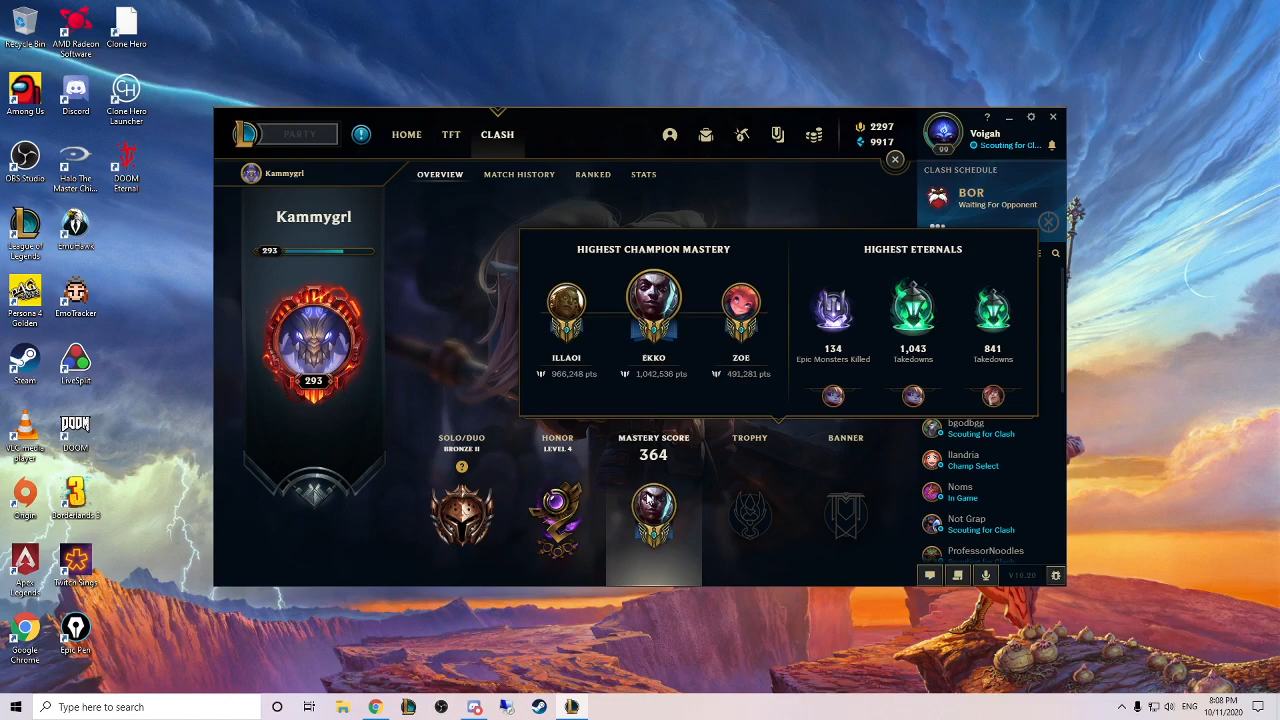 Recycle Bin
AMD Radeon Software
Clone Hero
Among Us
Discord
Clone Hero Launcher
OBS Studio
Halo The Master Chi...
DOOM Eternal
League of Legends
EmuHawk
Persona 4 Golden
EmoTracker
Steam
LiveSplit
VLC media player
DOOM
Origin
Borderlands 3
Apex Legends
Twitch Sings
Google Chrome
Epic Pen
PARTY
HOME
TFT
CLASH
2297
9917
99
Voigah
Scouting for Cl...
Kammygrl
OVERVIEW
MATCH HISTORY
RANKED
STATS
CLASH SCHEDULE
BOR
Waiting For Opponent
Kammygrl
293
293
HIGHEST CHAMPION MASTERY
ILLAOI
966,248 pts
EKKO
1,042,536 pts
ZOE
491,281 pts
HIGHEST ETERNALS
134
Epic Monsters Killed
1,043
Takedowns
841
Takedowns
SOLO/DUO
BRONZE II
?
HONOR
LEVEL 4
MASTERY SCORE
364
TROPHY
BANNER
bgodbgg
Scouting for Clash
Champ Select
Noms
In Game
Not Grap
Scouting for Clash
ProfessorNoodles
Scouting for Clash
V10.20
Type here to search
ENG
8:08 PM
10/11/2020